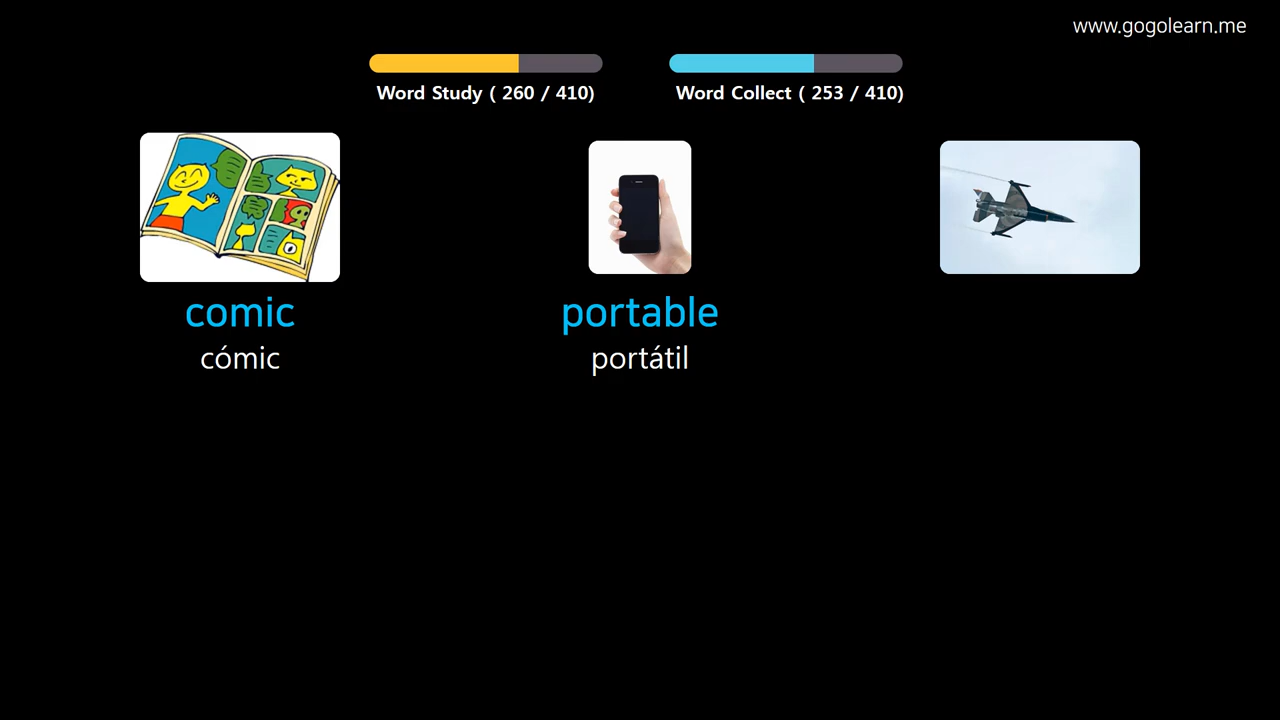 www.gogolearn.me
Word Study ( 260 / 410)
Word Collect ( 253 / 410)
comic
portable
cómic
portátil